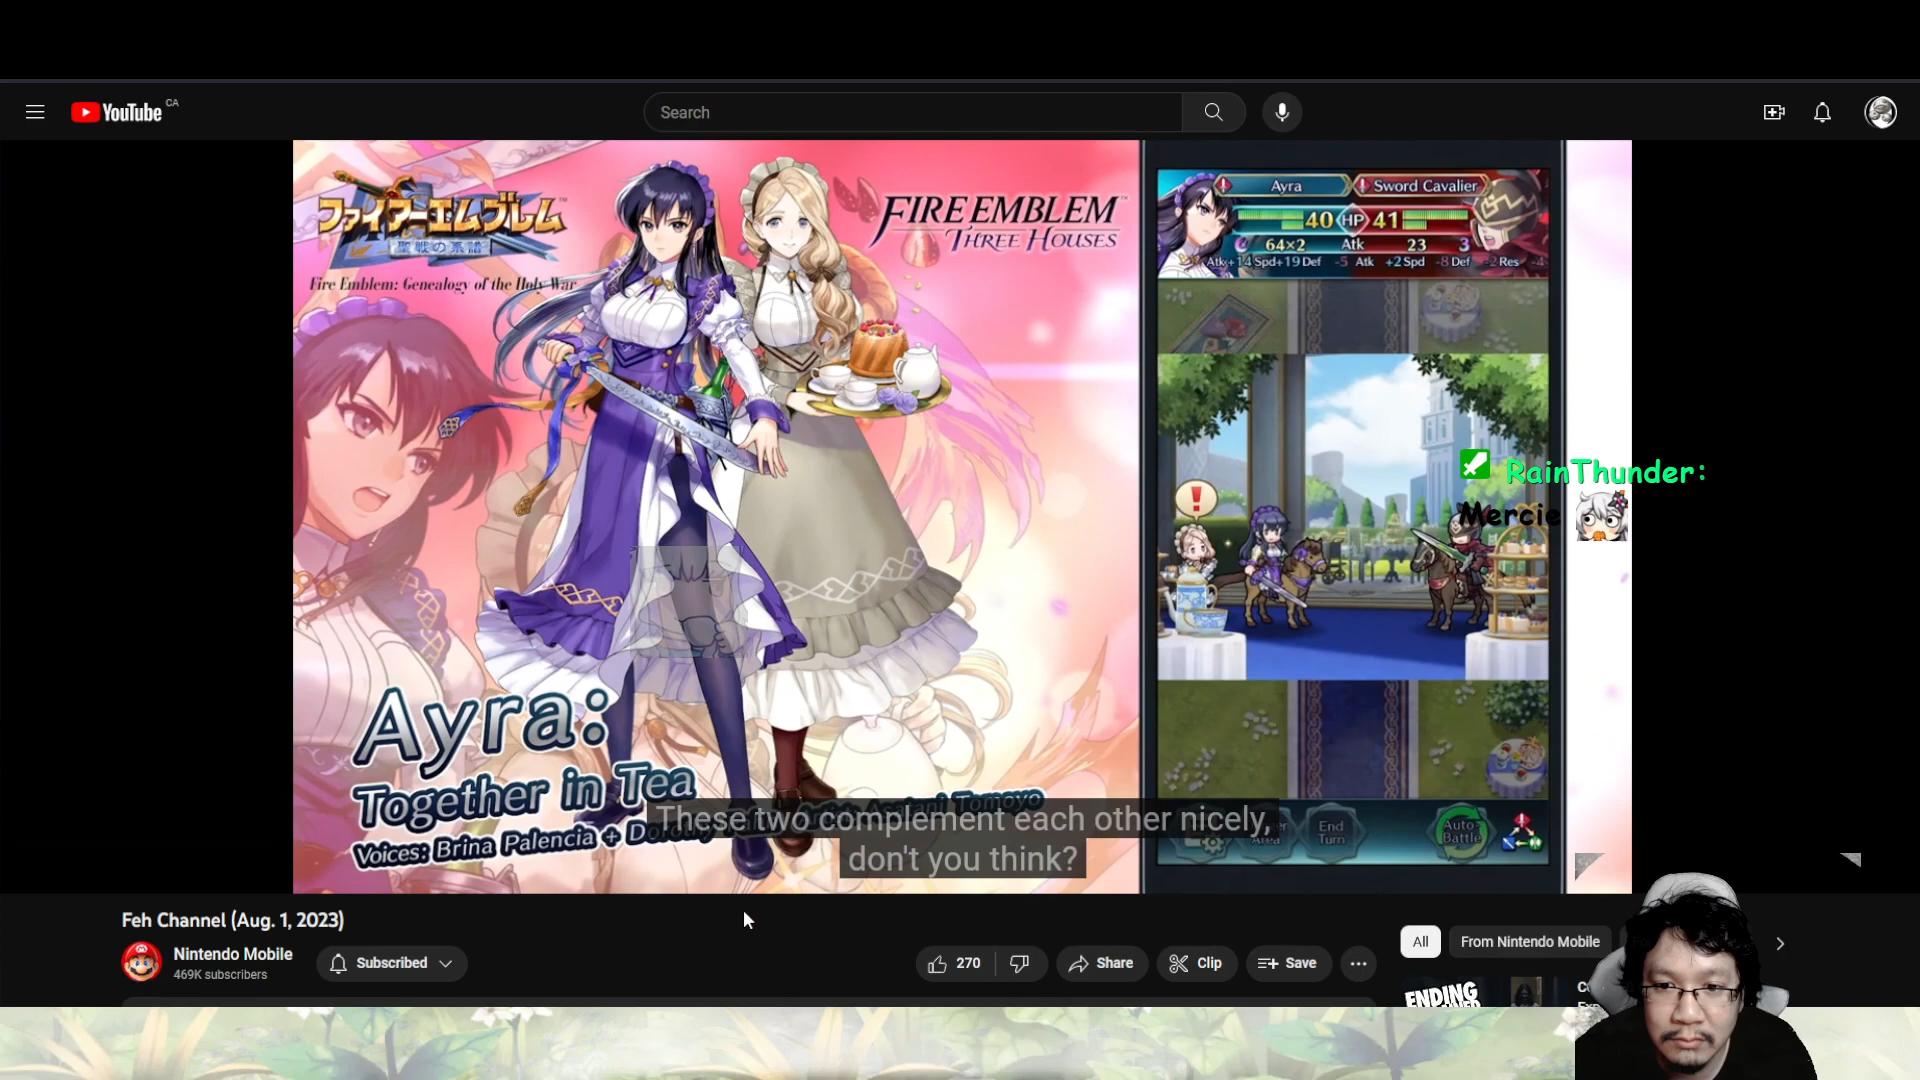 YouTube CA
Search
ファイアーエムブレム
聖戦の系譜
Fire Emblem: Genealogy of the Holy War
FIRE EMBLEM
THREE HOUSES
Ayra
Sword Cavalier
40 HP 41
64×2 Atk 23 3
Atk+14 Spd+19 Def -5 Atk +2 Spd -8 Def -2 Res -4
RainThunder:
Mercie
Ayra:
Together in Tea
Voices: Brina Palencia +
Tomoyo
These two complement each other nicely,
don't you think?
Area
End
Turn
Auto-
Battle
Feh Channel (Aug. 1, 2023)
Nintendo Mobile
469K subscribers
Subscribed
270
Share
Clip
Save
All
From Nintendo Mobile
ENDING